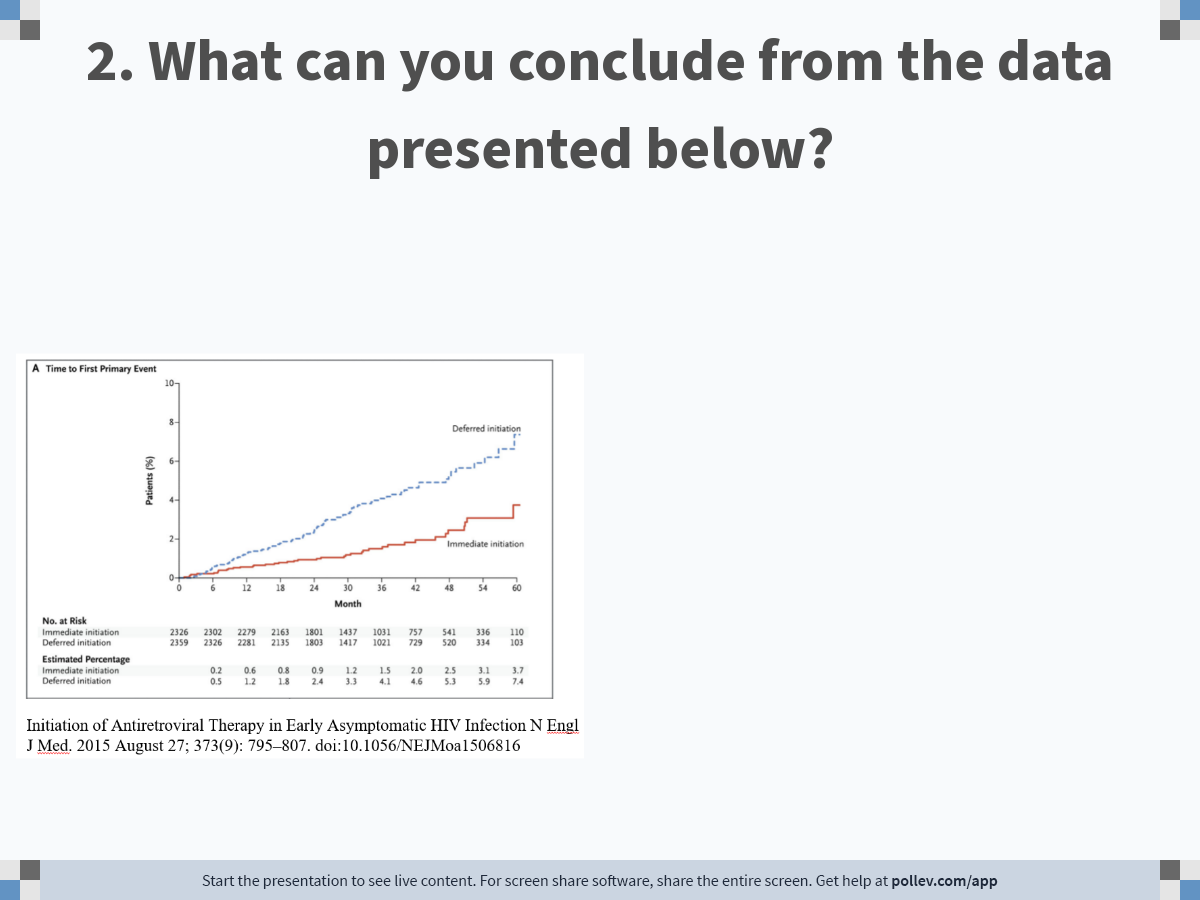 2. What can you conclude from the data
presented below?
A Time to First Primary Event
10
8
6
4
2
0
Patients (%)
Deferred initiation
Immediate initiation
0 6 12 18 24 30 36 42 48 54 60
Month
No. at Risk
Immediate initiation 2326 2302 2279 2163 1801 1437 1031 757 541 336 110
Deferred initiation 2359 2326 2281 2135 1803 1417 1021 729 520 334 103
Estimated Percentage
Immediate initiation 0.2 0.6 0.8 0.9 1.2 1.5 2.0 2.5 3.1 3.7
Deferred initiation 0.5 1.2 1.8 2.4 3.3 4.1 4.6 5.3 5.9 7.4
Initiation of Antiretroviral Therapy in Early Asymptomatic HIV Infection N Engl
J Med. 2015 August 27; 373(9): 795–807. doi:10.1056/NEJMoa1506816
Start the presentation to see live content. For screen share software, share the entire screen. Get help at pollev.com/app